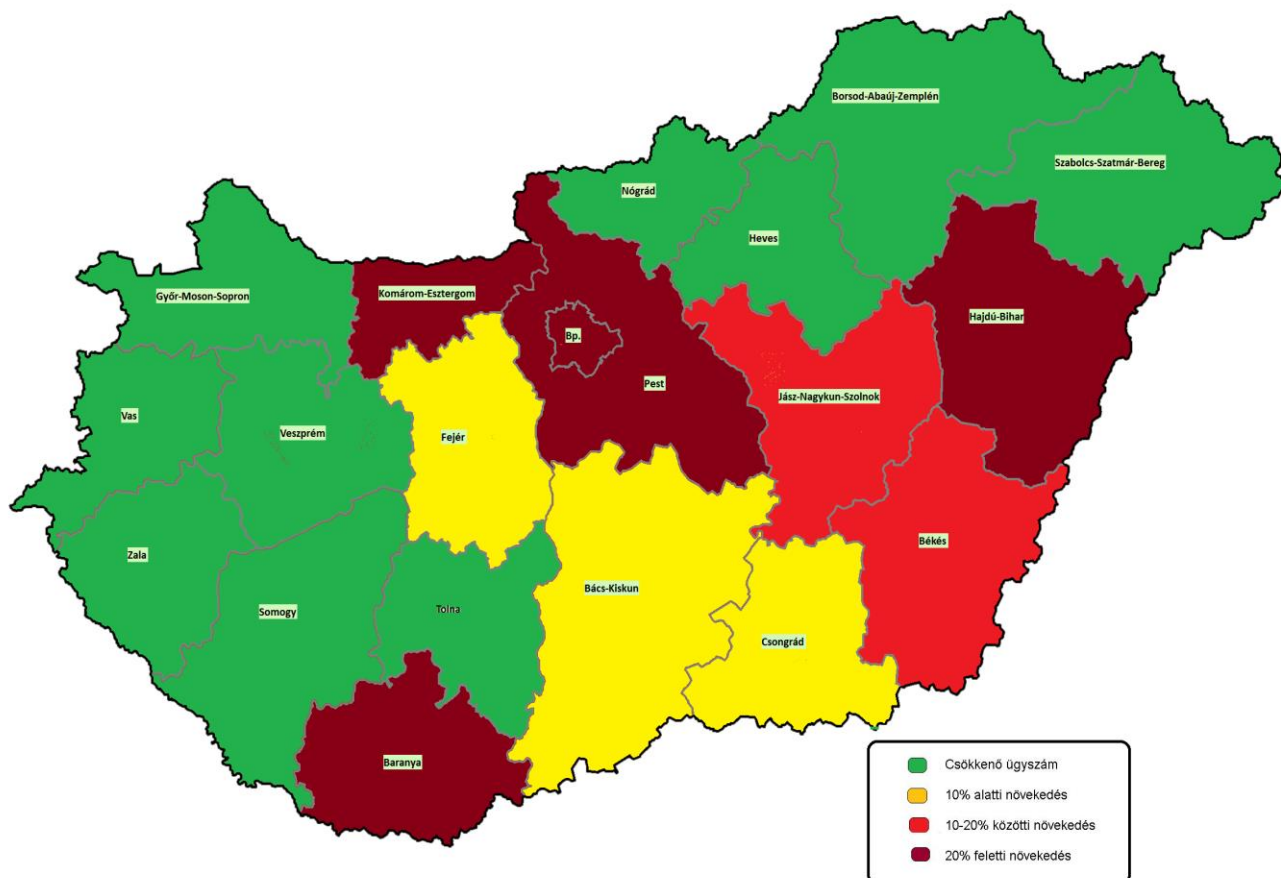 Borsod-Abaúj-Zemplén
Szabolcs-Szatmár-Bereg
Nógrád
Heves
Győr-Moson-Sopron
Komárom-Esztergom
Hajdú-Bihar
Bp.
Pest
Jász-Nagykun-Szolnok
Vas
Veszprém
Fejér
Zala
Békés
Somogy
Tolna
Bács-Kiskun
Csongrád
Baranya
Csökkenő ügyszám
10% alatti növekedés
10-20% közötti növekedés
20% feletti növekedés